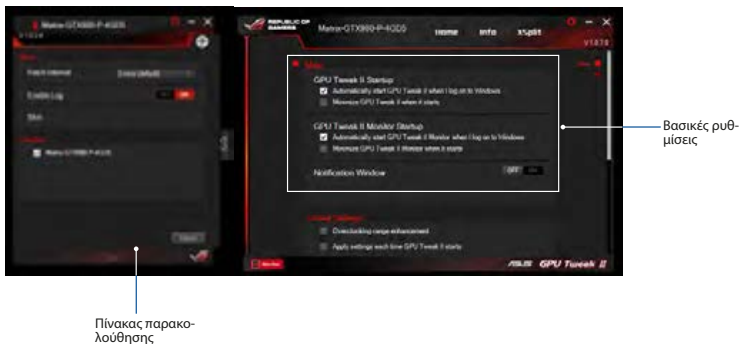 Matrix-GTX980-P-4GD5
Enable Log
Skin
Matrix-GTX980-P-4GD5
REPUBLIC OF
GAMERS
Matrix-GTX980-P-4GD5
Home
Info
XSplit
Main
GPU Tweak II Startup
Automatically start GPU Tweak II when I log on to Windows
Minimize GPU Tweak II when it starts
GPU Tweak II Monitor Startup
Automatically start GPU Tweak II Monitor when I log on to Windows
Minimize GPU Tweak II Monitor when it starts
Notification Window
OFF
Overclocking range enhancement
Apply settings each time GPU Tweak II starts
ASUS GPU Tweak II
Βασικές ρυθ-
μίσεις
Πίνακας παρακο-
λούθησης